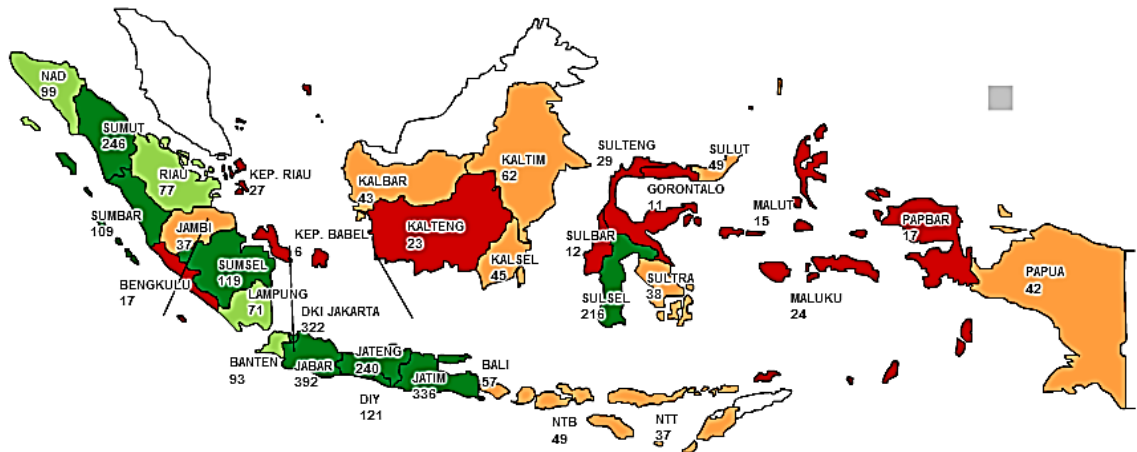 NAD
99
SUMUT
246
RIAU
77
KEP. RIAU
27
SUMBAR
109
JAMBI
37
KEP. BABEL
6
SUMSEL
119
BENGKULU
17
LAMPUNG
71
DKI JAKARTA
322
BANTEN
93
JABAR
392
JATENG
240
DIY
121
JATIM
336
BALI
57
KALBAR
43
KALTENG
23
KALTIM
62
KALSEL
45
SULTENG
29
SULUT
49
GORONTALO
11
SULBAR
12
SULSEL
216
SULTRA
38
MALUT
15
MALUKU
24
PAPBAR
17
PAPUA
42
NTB
49
NTT
37